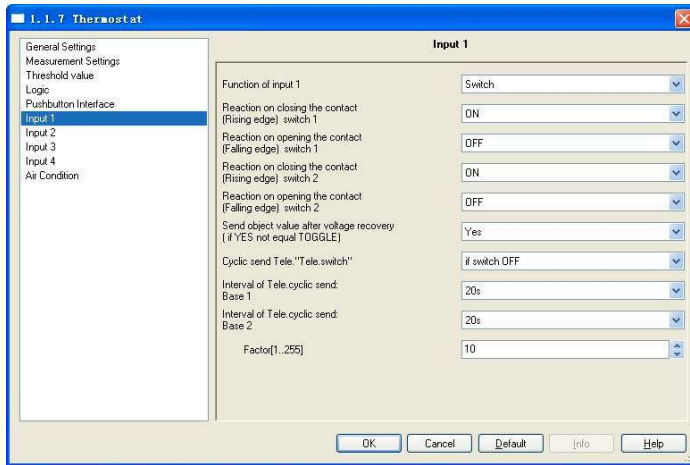 1.1.7 Thermostat
General Settings
Measurement Settings
Threshold value
Logic
Pushbutton Interface
Input 1
Input 2
Input 3
Input 4
Air Condition
Input 1
Function of input 1
Switch
Reaction on closing the contact
(Rising edge) switch 1
ON
Reaction on opening the contact
(Falling edge) switch 1
OFF
Reaction on closing the contact
(Rising edge) switch 2
ON
Reaction on opening the contact
(Falling edge) switch 2
OFF
Send object value after voltage recovery
( if YES not equal TOGGLE)
Yes
Cyclic send Tele."Tele.switch"
if switch OFF
Interval of Tele.cyclic send:
Base 1
20s
Interval of Tele.cyclic send:
Base 2
20s
Factor[1..255]
10
OK
Cancel
Default
Info
Help